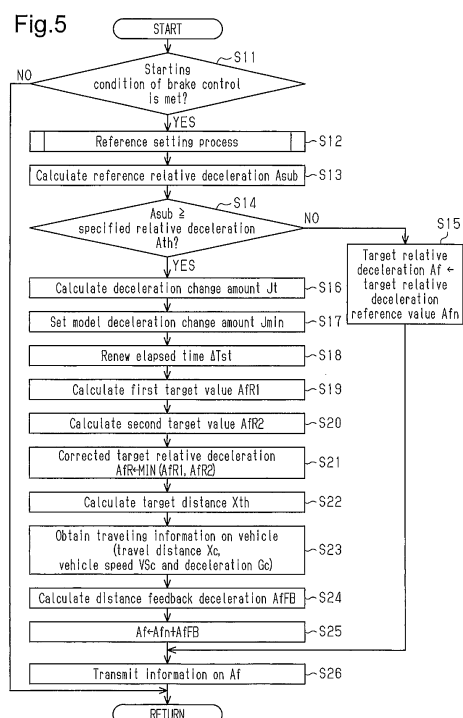 Fig.5
START
S11
NO
Starting
condition of brake control
is met?
YES
Reference setting process
S12
Calculate reference relative deceleration Asub
S13
S14
Asub ≧
specified relative deceleration
Ath?
NO
S15
Target relative
deceleration Af ←
target relative
deceleration
reference value Afn
YES
Calculate deceleration change amount Jt
S16
Set model deceleration change amount Jmin
S17
Renew elapsed time ΔTst
S18
Calculate first target value AfR1
S19
Calculate second target value AfR2
S20
Corrected target relative deceleration
AfR←MIN(AfR1, AfR2)
S21
Calculate target distance Xth
S22
Obtain traveling information on vehicle
(travel distance Xc,
vehicle speed VSc and deceleration Gc)
S23
Calculate distance feedback deceleration AfFB
S24
Af←Afn+AfFB
S25
Transmit information on Af
S26
RETURN